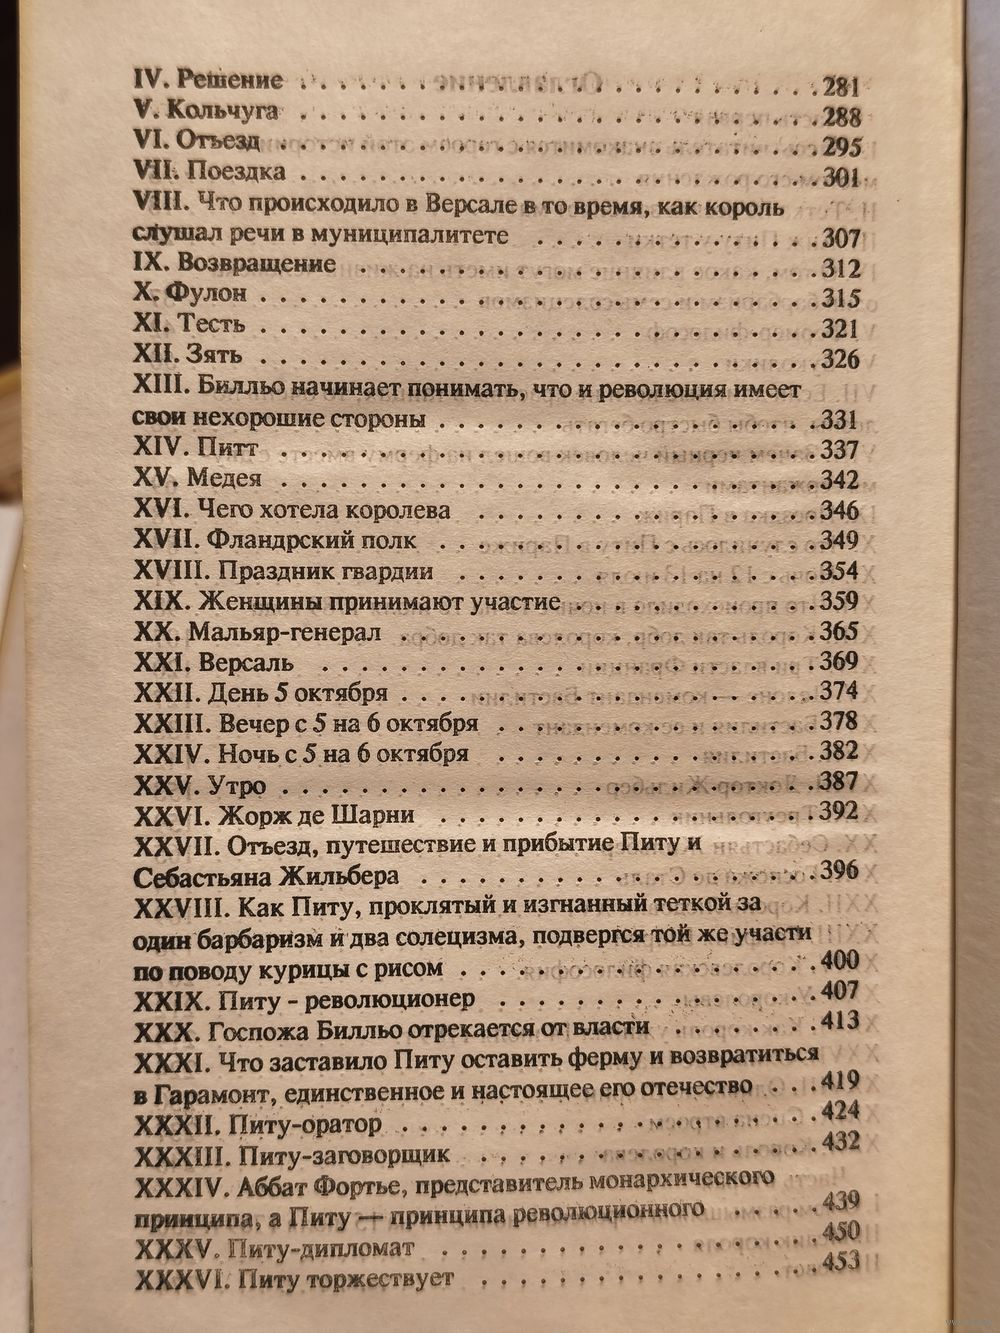 IV. Решение . . . . . . . . . . . . . . . . . . . . . 281
V. Кольчуга . . . . . . . . . . . . . . . . . . . . . 288
VI. Отъезд . . . . . . . . . . . . . . . . . . . . . 295
VII. Поездка . . . . . . . . . . . . . . . . . . . . . 301
VIII. Что происходило в Версале в то время, как король
слушал речи в муниципалитете . . . . . . . . . . . 307
IX. Возвращение . . . . . . . . . . . . . . . . . . 312
X. Фулон . . . . . . . . . . . . . . . . . . . . . . 315
XI. Тесть . . . . . . . . . . . . . . . . . . . . . . 321
XII. Зять . . . . . . . . . . . . . . . . . . . . . . 326
XIII. Билльо начинает понимать, что и революция имеет
свои нехорошие стороны . . . . . . . . . . . . . . . 331
XIV. Питт . . . . . . . . . . . . . . . . . . . . . 337
XV. Медея . . . . . . . . . . . . . . . . . . . . . 342
XVI. Чего хотела королева . . . . . . . . . . . . . 346
XVII. Фландрский полк . . . . . . . . . . . . . . . 349
XVIII. Праздник гвардии . . . . . . . . . . . . . . 354
XIX. Женщины принимают участие . . . . . . . . . . 359
XX. Мальяр-генерал . . . . . . . . . . . . . . . . 365
XXI. Версаль . . . . . . . . . . . . . . . . . . . 369
XXII. День 5 октября . . . . . . . . . . . . . . . . 374
XXIII. Вечер с 5 на 6 октября . . . . . . . . . . . . 378
XXIV. Ночь с 5 на 6 октября . . . . . . . . . . . . 382
XXV. Утро . . . . . . . . . . . . . . . . . . . . . 387
XXVI. Жорж де Шарни . . . . . . . . . . . . . . . 392
XXVII. Отъезд, путешествие и прибытие Питу и
Себастьяна Жильбера . . . . . . . . . . . . . . . 396
XXVIII. Как Питу, проклятый и изгнанный теткой за
один барбаризм и два солецизма, подвергся той же участи
по поводу курицы с рисом . . . . . . . . . . . . . . 400
XXIX. Питу - революционер . . . . . . . . . . . . 407
XXX. Госпожа Билльо отрекается от власти . . . . . . 413
XXXI. Что заставило Питу оставить ферму и возвратиться
в Гарамонт, единственное и настоящее его отечество . . . 419
XXXII. Питу-оратор . . . . . . . . . . . . . . . . 424
XXXIII. Питу-заговорщик . . . . . . . . . . . . . 432
XXXIV. Аббат Фортье, представитель монархического
принципа, а Питу — принципа революционного . . . . . 439
XXXV. Питу-дипломат . . . . . . . . . . . . . . . 450
XXXVI. Питу торжествует . . . . . . . . . . . . . 453